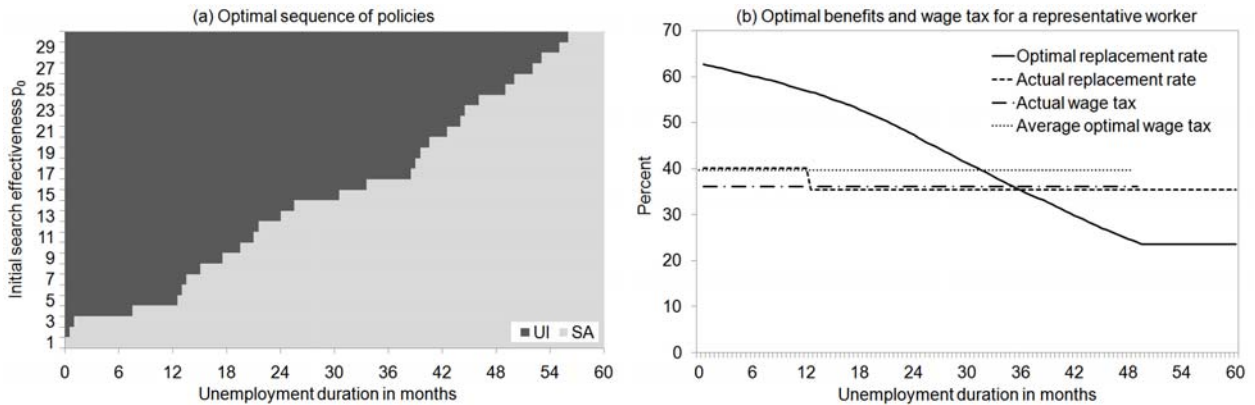 (a) Optimal sequence of policies
Initial search effectiveness p₀
29
27
25
23
21
19
17
15
13
11
9
7
5
3
1
UI SA
0 6 12 18 24 30 36 42 48 54 60
Unemployment duration in months
(b) Optimal benefits and wage tax for a representative worker
Percent
70
60
50
40
30
20
10
0
Optimal replacement rate
Actual replacement rate
Actual wage tax
Average optimal wage tax
0 6 12 18 24 30 36 42 48 54 60
Unemployment duration in months